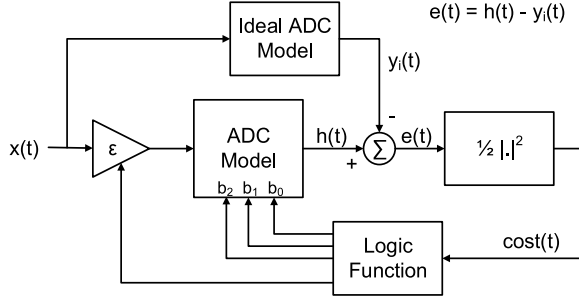 Ideal ADC
Model
e(t) = h(t) - yi(t)
yi(t)
-
x(t)
ε
ADC
Model
b2 b1 b0
h(t)
+
Σ
e(t)
½ |.|²
Logic
Function
cost(t)